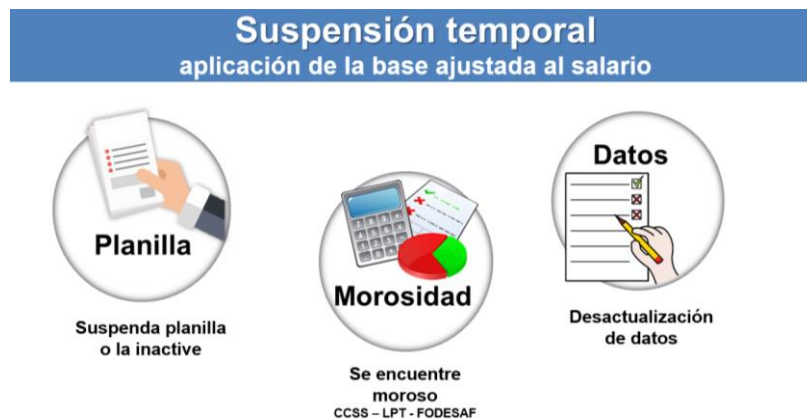 Suspensión temporal
aplicación de la base ajustada al salario
Planilla
Suspenda planilla
o la inactive
Morosidad
Se encuentre
moroso
CCSS – LPT - FODESAF
Datos
Desactualización
de datos